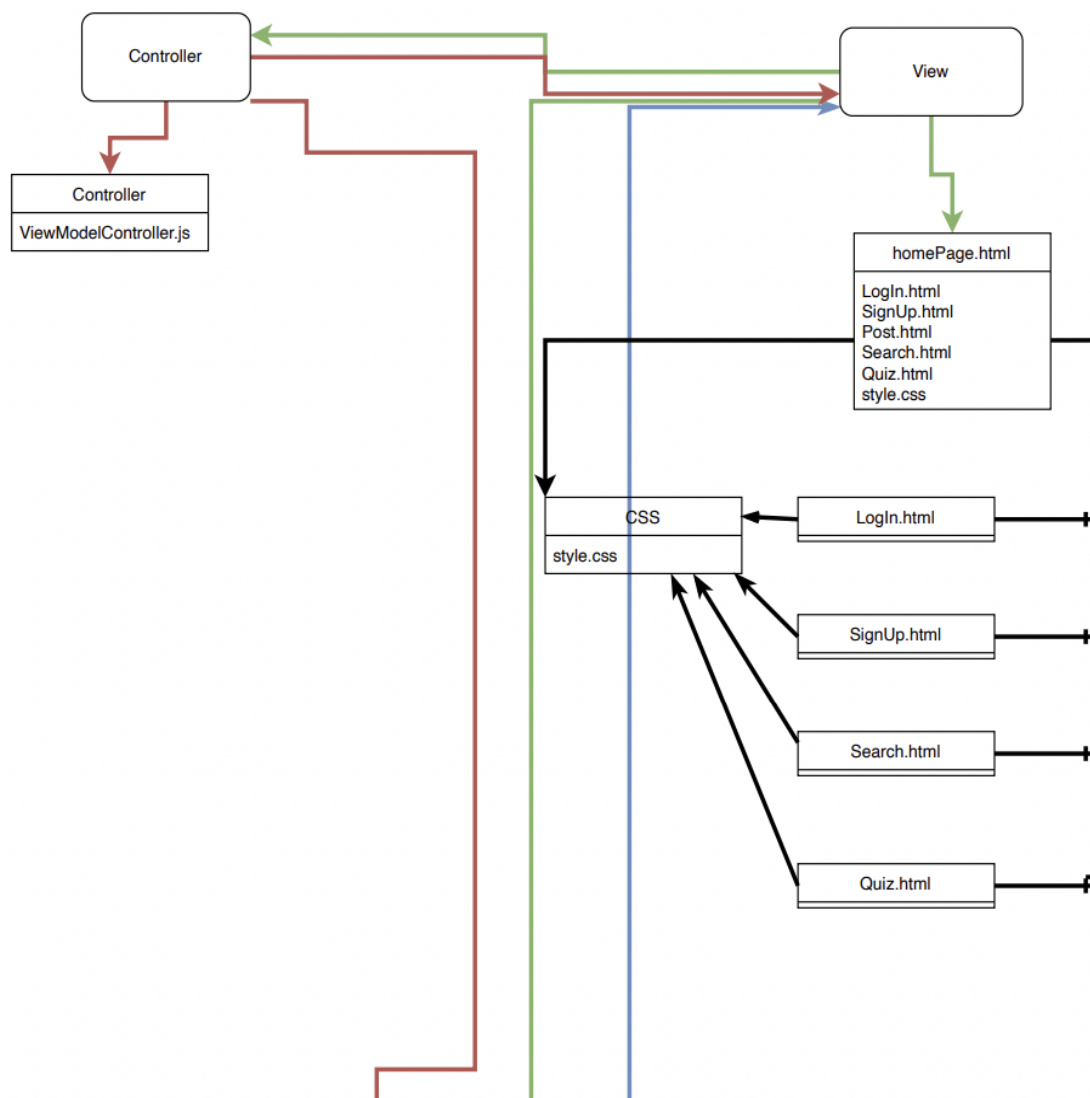 Controller
View
Controller
ViewModelController.js
homePage.html
LogIn.html
SignUp.html
Post.html
Search.html
Quiz.html
style.css
CSS
style.css
LogIn.html
SignUp.html
Search.html
Quiz.html